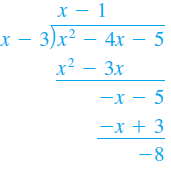 x − 1
x − 3)x² − 4x − 5
x² − 3x
−x − 5
−x + 3
−8